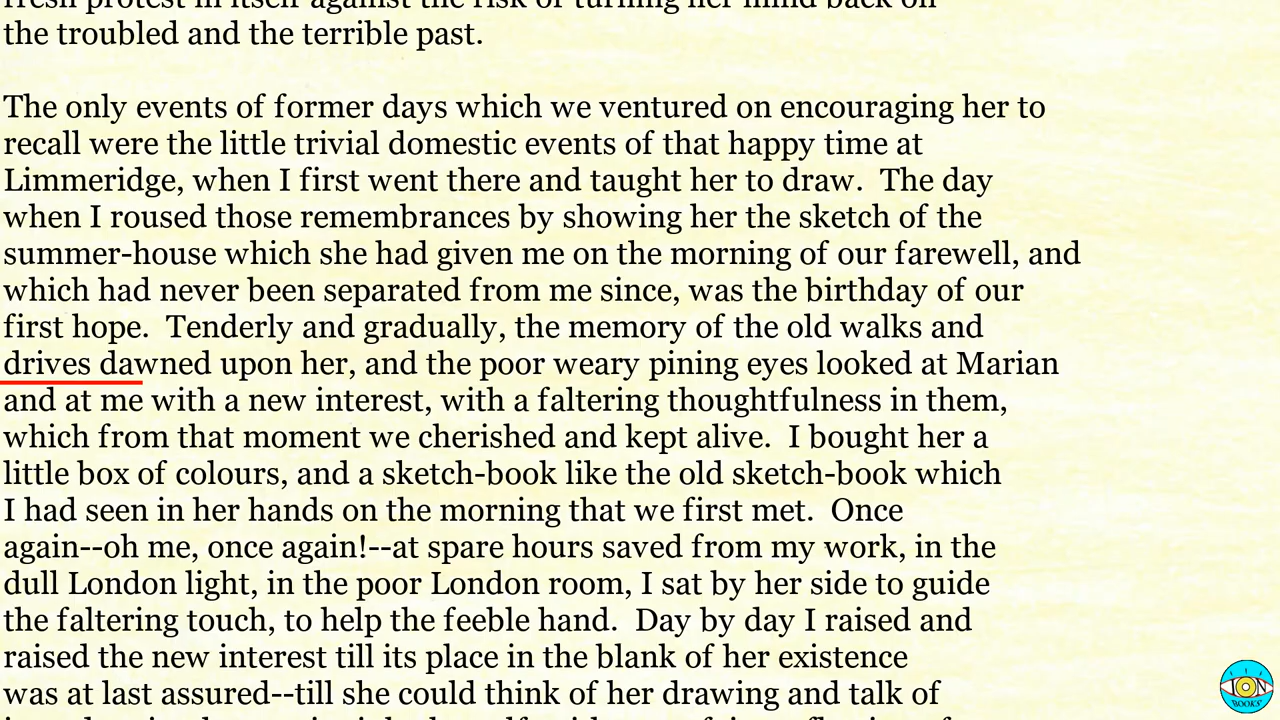 fresh protest in itself against the risk of turning her mind back on
the troubled and the terrible past.
The only events of former days which we ventured on encouraging her to
recall were the little trivial domestic events of that happy time at
Limmeridge, when I first went there and taught her to draw.  The day
when I roused those remembrances by showing her the sketch of the
summer-house which she had given me on the morning of our farewell, and
which had never been separated from me since, was the birthday of our
first hope.  Tenderly and gradually, the memory of the old walks and
drives dawned upon her, and the poor weary pining eyes looked at Marian
and at me with a new interest, with a faltering thoughtfulness in them,
which from that moment we cherished and kept alive.  I bought her a
little box of colours, and a sketch-book like the old sketch-book which
I had seen in her hands on the morning that we first met.  Once
again--oh me, once again!--at spare hours saved from my work, in the
dull London light, in the poor London room, I sat by her side to guide
the faltering touch, to help the feeble hand.  Day by day I raised and
raised the new interest till its place in the blank of her existence
was at last assured--till she could think of her drawing and talk of
ION
BOOKS